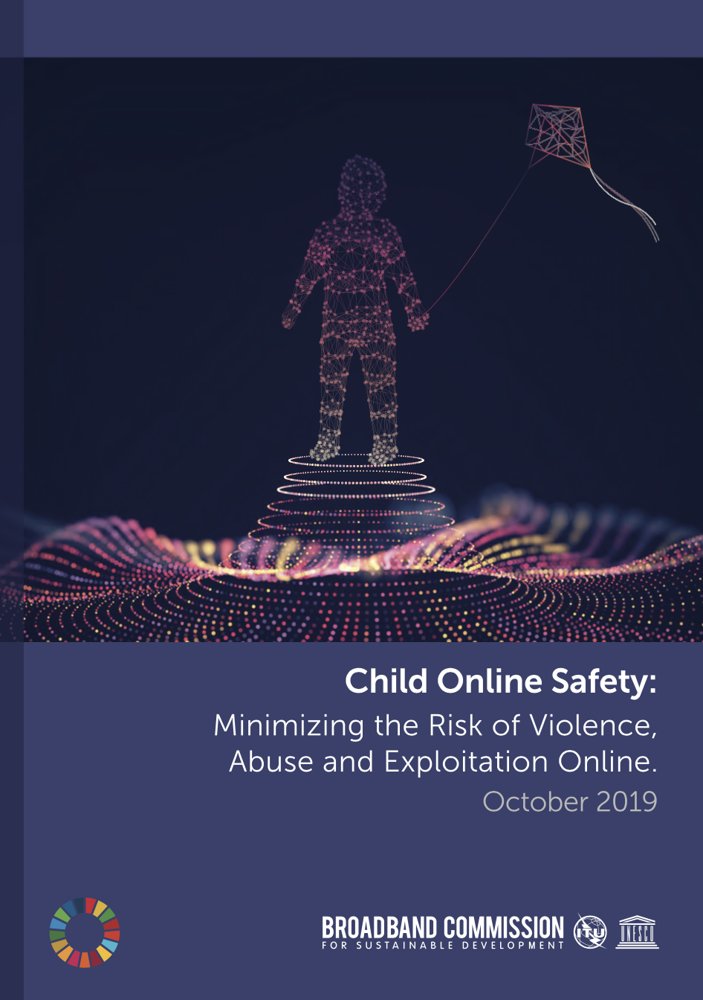 Child Online Safety:
Minimizing the Risk of Violence,
Abuse and Exploitation Online.
October 2019
BROADBAND COMMISSION
FOR SUSTAINABLE DEVELOPMENT
ITU
UNESCO